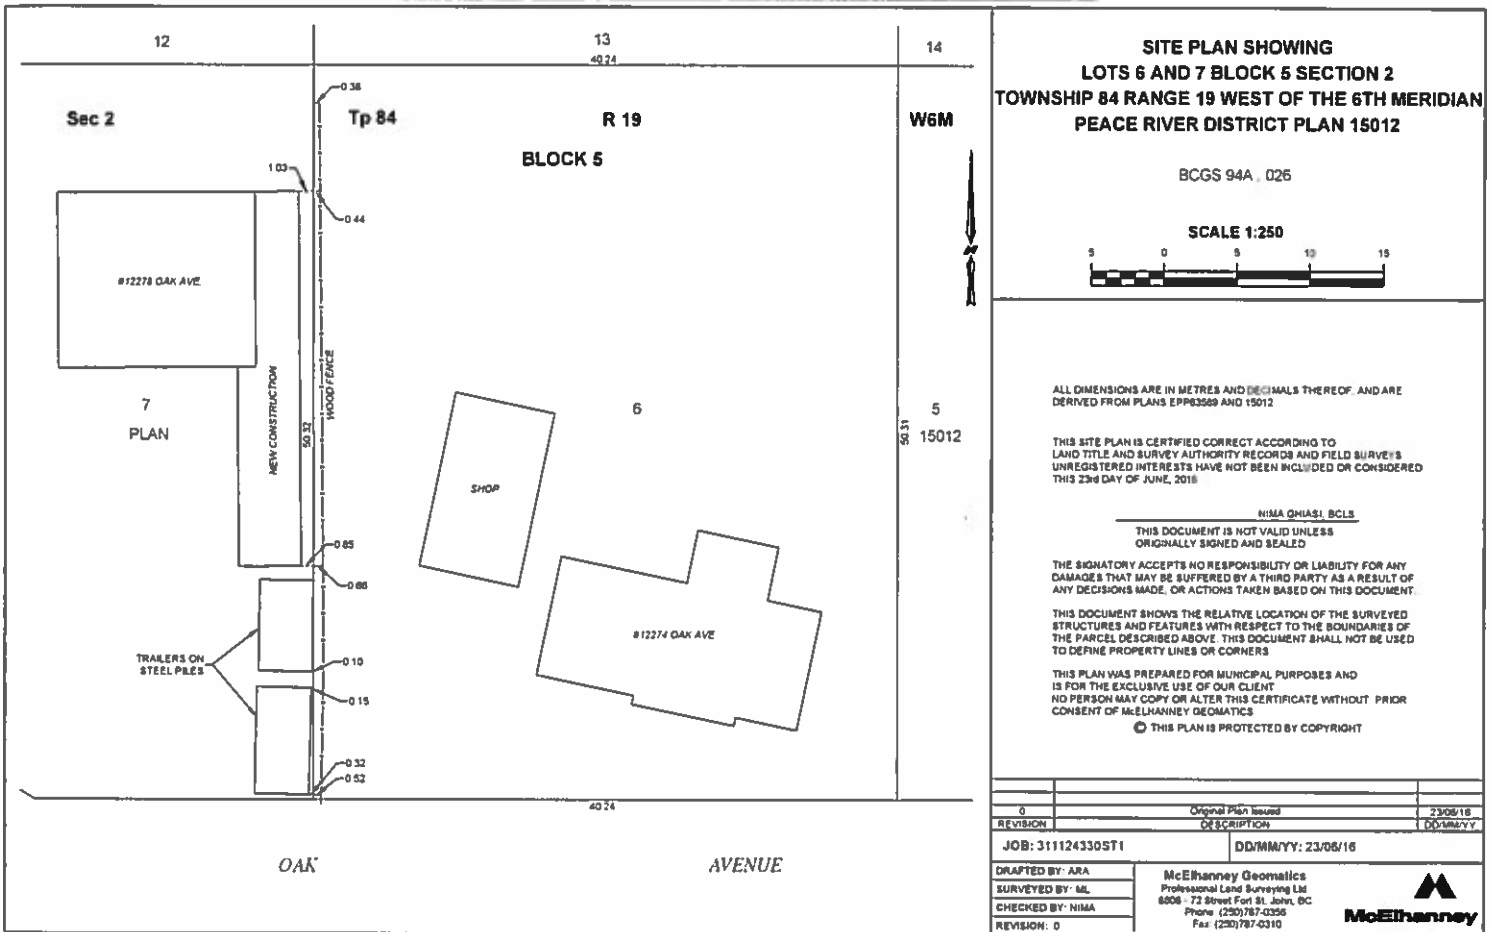 12
13
14
40.24
0.38
Sec 2
Tp 84
R 19
W6M
BLOCK 5
1.03
0.44
#12278 OAK AVE.
NEW CONSTRUCTION
50.32
WOOD FENCE
7
PLAN
6
5
15012
50.31
SHOP
0.85
0.66
#12274 OAK AVE
TRAILERS ON
STEEL PILES
0.10
0.15
0.32
0.52
40.24
OAK
AVENUE
N
SITE PLAN SHOWING
LOTS 6 AND 7 BLOCK 5 SECTION 2
TOWNSHIP 84 RANGE 19 WEST OF THE 6TH MERIDIAN
PEACE RIVER DISTRICT PLAN 15012
BCGS 94A . 026
SCALE 1:250
5 0 5 10 15
ALL DIMENSIONS ARE IN METRES AND DECIMALS THEREOF, AND ARE
DERIVED FROM PLANS EPP63589 AND 15012
THIS SITE PLAN IS CERTIFIED CORRECT ACCORDING TO
LAND TITLE AND SURVEY AUTHORITY RECORDS AND FIELD SURVEYS
UNREGISTERED INTERESTS HAVE NOT BEEN INCLUDED OR CONSIDERED
THIS 23rd DAY OF JUNE, 2016
NIMA GHIASI, BCLS
THIS DOCUMENT IS NOT VALID UNLESS
ORIGINALLY SIGNED AND SEALED
THE SIGNATORY ACCEPTS NO RESPONSIBILITY OR LIABILITY FOR ANY
DAMAGES THAT MAY BE SUFFERED BY A THIRD PARTY AS A RESULT OF
ANY DECISIONS MADE, OR ACTIONS TAKEN BASED ON THIS DOCUMENT.
THIS DOCUMENT SHOWS THE RELATIVE LOCATION OF THE SURVEYED
STRUCTURES AND FEATURES WITH RESPECT TO THE BOUNDARIES OF
THE PARCEL DESCRIBED ABOVE. THIS DOCUMENT SHALL NOT BE USED
TO DEFINE PROPERTY LINES OR CORNERS
THIS PLAN WAS PREPARED FOR MUNICIPAL PURPOSES AND
IS FOR THE EXCLUSIVE USE OF OUR CLIENT
NO PERSON MAY COPY OR ALTER THIS CERTIFICATE WITHOUT PRIOR
CONSENT OF McELHANNEY GEOMATICS
© THIS PLAN IS PROTECTED BY COPYRIGHT
0 Original Plan Issued 23/06/16
REVISION DESCRIPTION DD/MM/YY
JOB: 311124330ST1 DD/MM/YY: 23/06/16
DRAFTED BY: ARA
SURVEYED BY: ML
CHECKED BY: NIMA
REVISION: 0
McElhanney Geomatics
Professional Land Surveying Ltd
8808 - 72 Street Fort St. John, BC
Phone (250)787-0356
Fax (250)787-0310
McElhanney